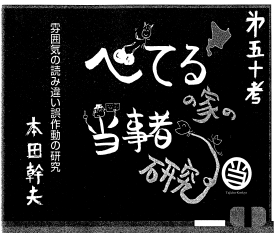 第五十考
べてる
の家の
当事者
研究
当
雰囲気の読み違い誤作動の研究
本田幹夫